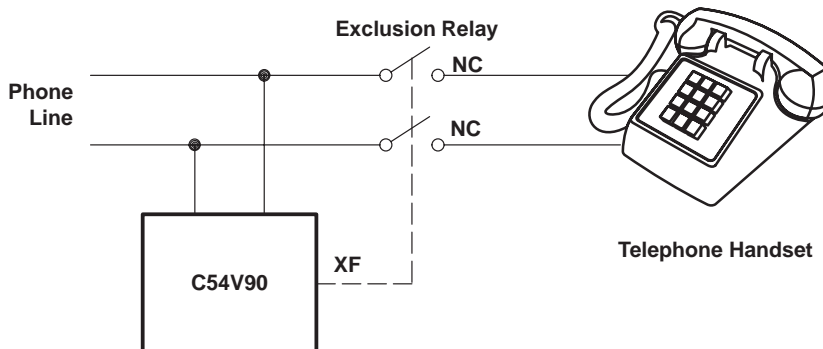 Exclusion Relay
NC
Phone
Line
NC
XF
C54V90
Telephone Handset